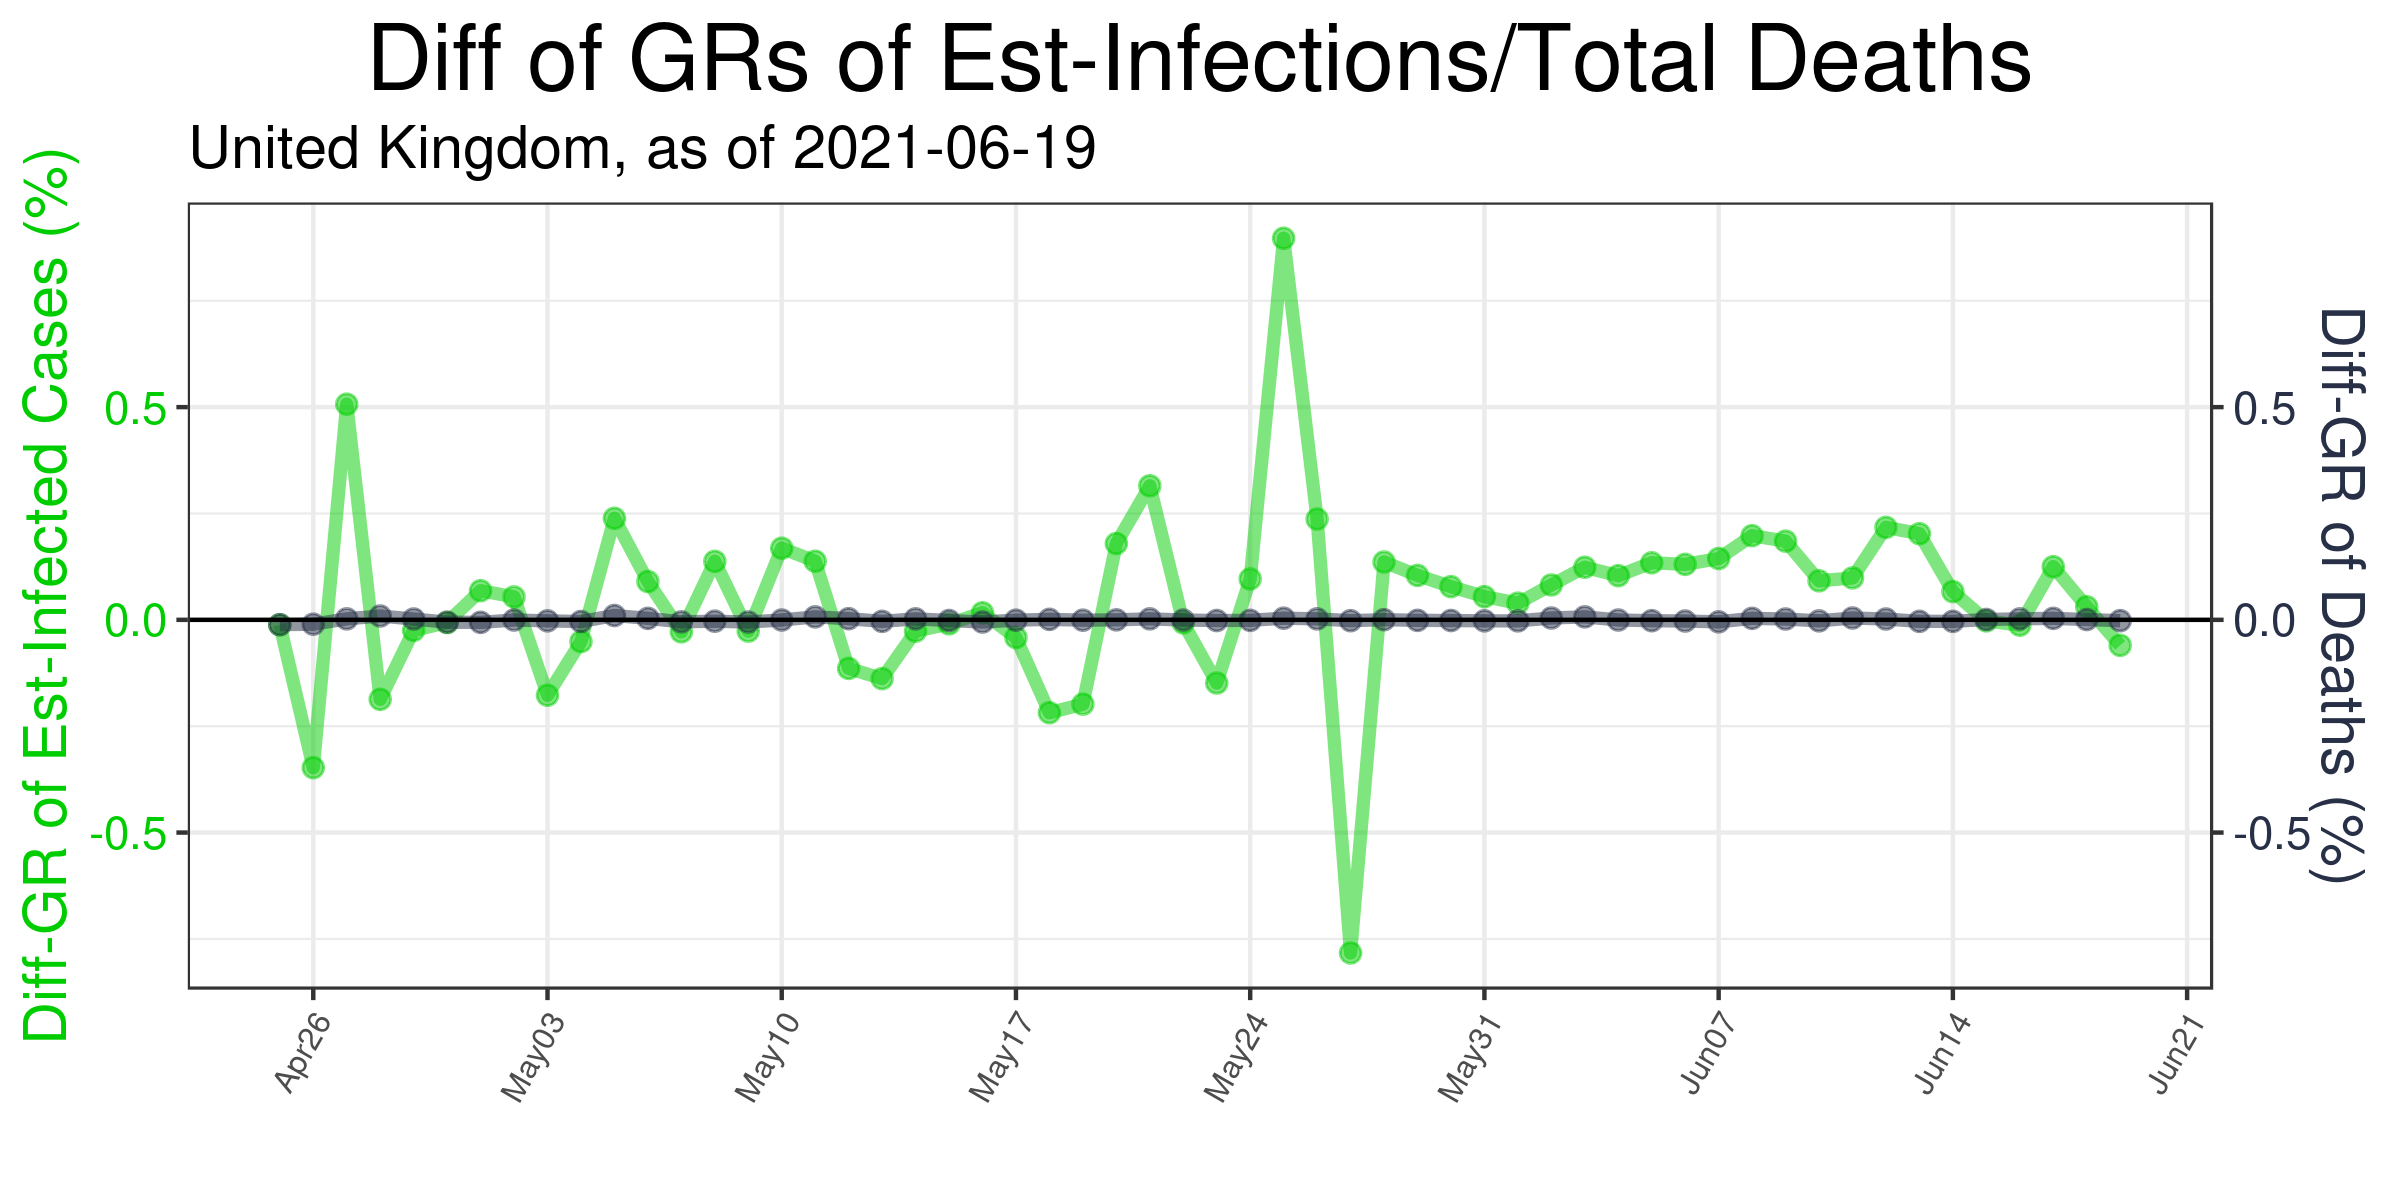 Diff of GRs of Est-Infections/Total Deaths
United Kingdom, as of 2021-06-19
Diff-GR of Est-Infected Cases (%)
0.5
0.0
-0.5
0.5
0.0
-0.5
Diff-GR of Deaths (%)
Apr26
May03
May10
May17
May24
May31
Jun07
Jun14
Jun21